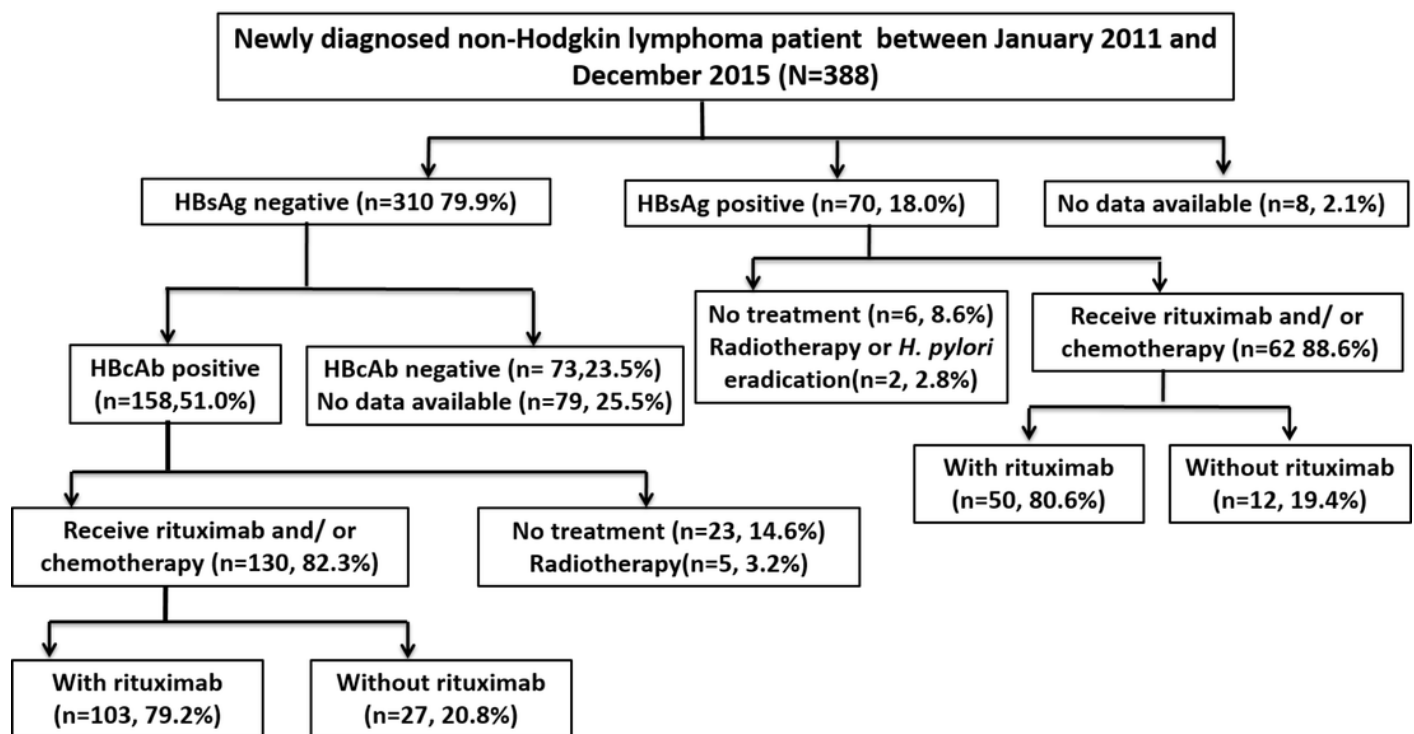 Newly diagnosed non-Hodgkin lymphoma patient between January 2011 and
December 2015 (N=388)
HBsAg negative (n=310 79.9%)
HBsAg positive (n=70, 18.0%)
No data available (n=8, 2.1%)
No treatment (n=6, 8.6%)
Radiotherapy or H. pylori
eradication(n=2, 2.8%)
Receive rituximab and/ or
chemotherapy (n=62 88.6%)
HBcAb positive
(n=158,51.0%)
HBcAb negative (n= 73,23.5%)
No data available (n=79, 25.5%)
With rituximab
(n=50, 80.6%)
Without rituximab
(n=12, 19.4%)
Receive rituximab and/ or
chemotherapy (n=130, 82.3%)
No treatment (n=23, 14.6%)
Radiotherapy(n=5, 3.2%)
With rituximab
(n=103, 79.2%)
Without rituximab
(n=27, 20.8%)